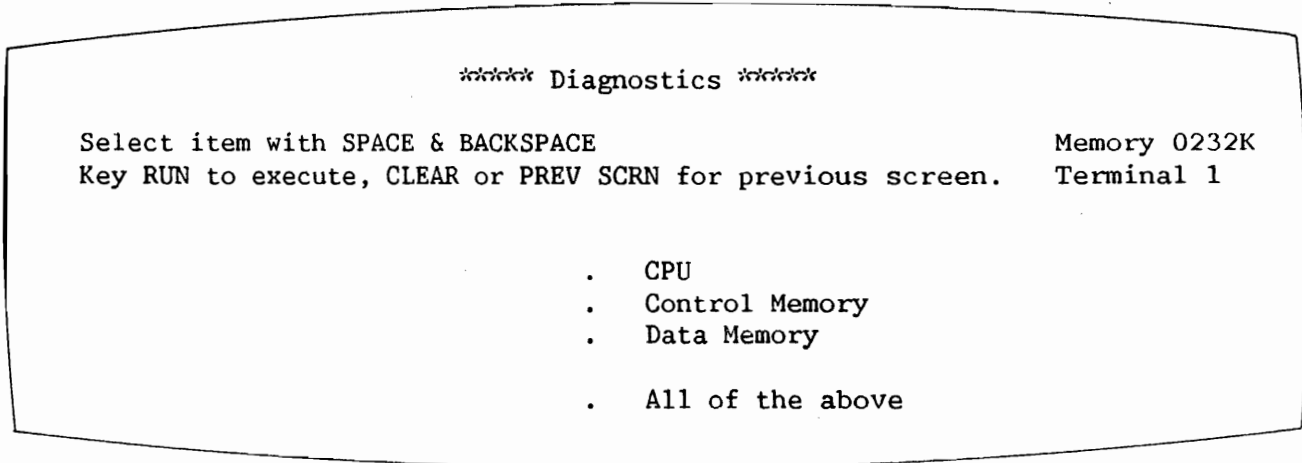 ***** Diagnostics *****
Select item with SPACE & BACKSPACE Memory 0232K
Key RUN to execute, CLEAR or PREV SCRN for previous screen. Terminal 1
. CPU
. Control Memory
. Data Memory
. All of the above